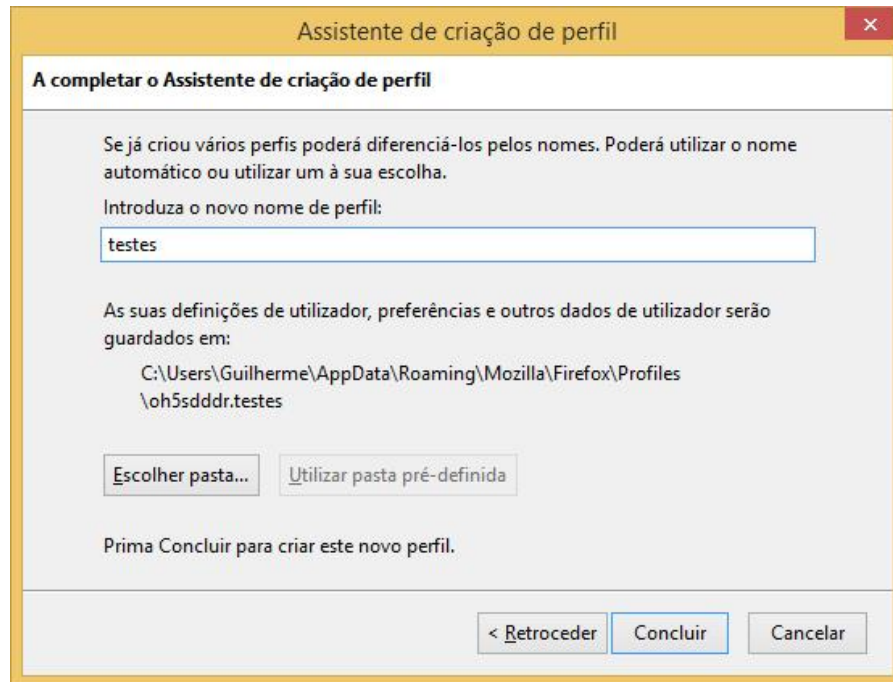 Assistente de criação de perfil
A completar o Assistente de criação de perfil
Se já criou vários perfis poderá diferenciá-los pelos nomes. Poderá utilizar o nome
automático ou utilizar um à sua escolha.
Introduza o novo nome de perfil:
testes
As suas definições de utilizador, preferências e outros dados de utilizador serão
guardados em:
C:\Users\Guilherme\AppData\Roaming\Mozilla\Firefox\Profiles
\oh5sdddr.testes
Escolher pasta... Utilizar pasta pré-definida
Prima Concluir para criar este novo perfil.
< Retroceder Concluir Cancelar